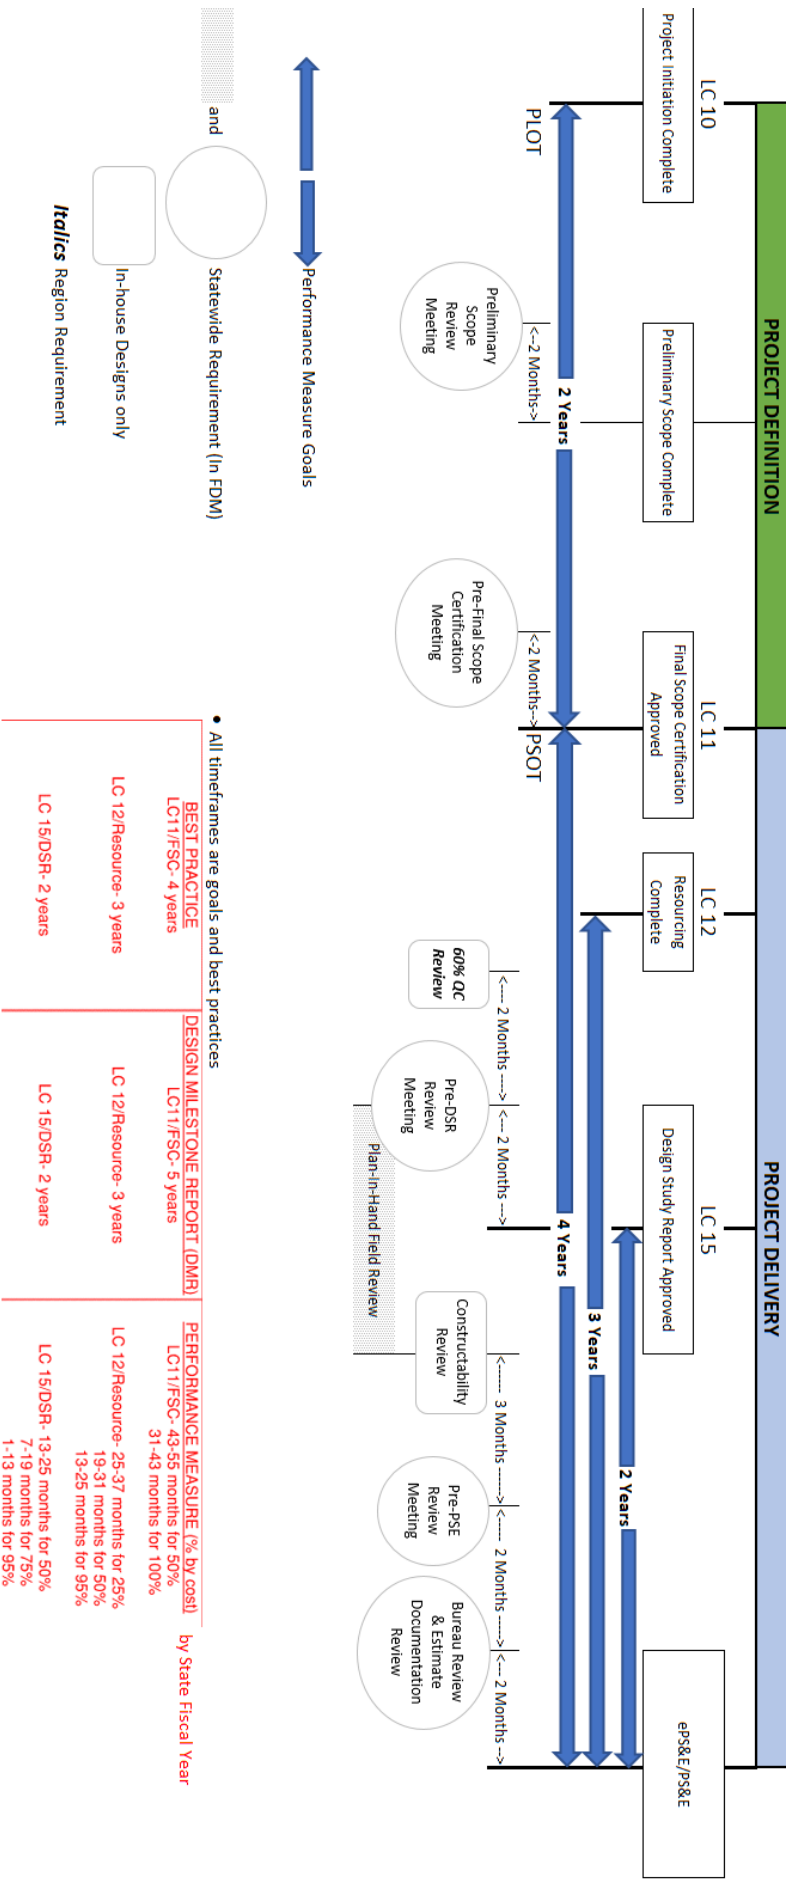 PROJECT DEFINITION
PROJECT DELIVERY
LC 10
LC 11
LC 12
LC 15
Project Initiation Complete
Preliminary Scope Complete
Final Scope Certification
Approved
Resourcing
Complete
Design Study Report Approved
ePS&E/PS&E
2 Years
3 Years
2 Years
4 Years
PLOT
PSOT
<--2 Months-->
<-2 Months-->
<---- 2 Months ---->
<--- 2 Months --->
<------ 3 Months ------>
<----- 2 Months ----->
<--- 2 Months -->
Preliminary
Scope
Review
Meeting
Pre-Final Scope
Certification
Meeting
60% QC
Review
Pre-DSR
Review
Meeting
Plan-In-Hand Field Review
Constructability
Review
Pre-PSE
Review
Meeting
Bureau Review
& Estimate
Documentation
Review
Performance Measure Goals
and
Statewide Requirement (In FDM)
In-house Designs only
Italics Region Requirement
• All timeframes are goals and best practices
BEST PRACTICE
LC11/FSC- 4 years
LC 12/Resource- 3 years
LC 15/DSR- 2 years
DESIGN MILESTONE REPORT (DMR)
LC11/FSC- 5 years
LC 12/Resource- 3 years
LC 15/DSR- 2 years
PERFORMANCE MEASURE (% by cost)
by State Fiscal Year
LC11/FSC- 43-55 months for 50%
31-43 months for 100%
LC 12/Resource- 25-37 months for 25%
19-31 months for 50%
13-25 months for 95%
LC 15/DSR- 13-25 months for 50%
7-19 months for 75%
1-13 months for 95%